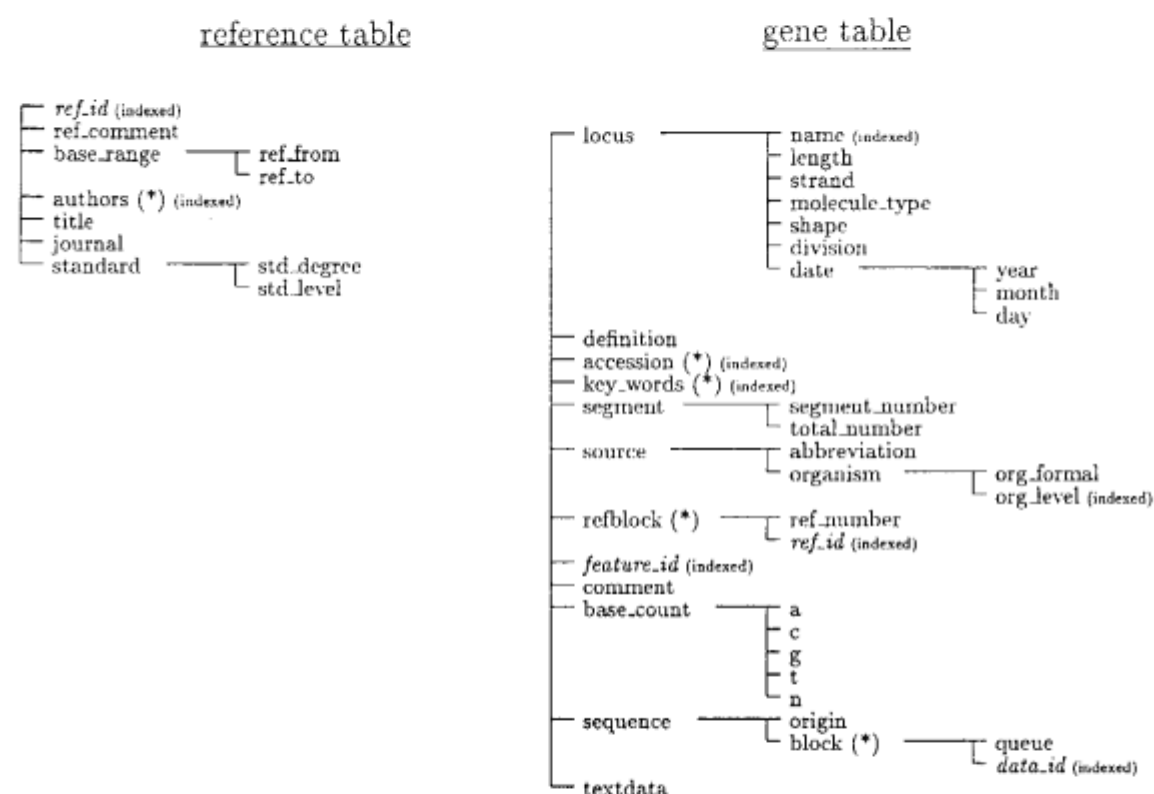 reference table
ref_id (indexed)
ref_comment
base_range
ref_from
ref_to
authors (*) (indexed)
title
journal
standard
std_degree
std_level
gene table
locus
name (indexed)
length
strand
molecule_type
shape
division
date
year
month
day
definition
accession (*) (indexed)
key_words (*) (indexed)
segment
segment_number
total_number
source
abbreviation
organism
org_formal
org_level (indexed)
refblock (*)
ref_number
ref_id (indexed)
feature_id (indexed)
comment
base_count
a
c
g
t
n
sequence
origin
block (*)
queue
data_id (indexed)
textdata